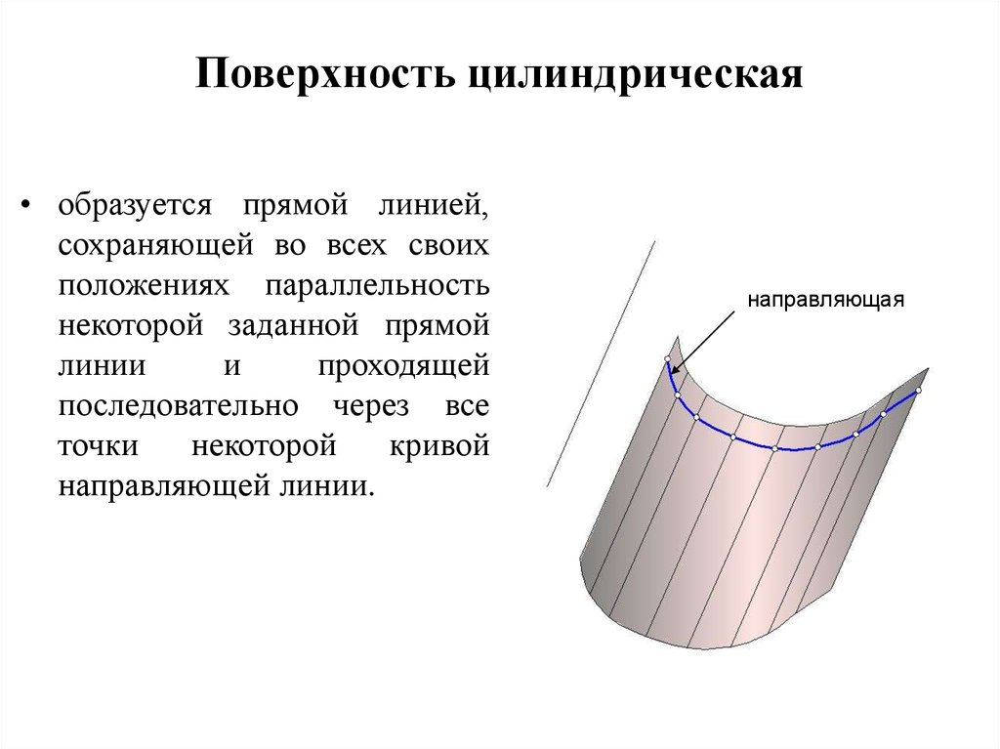 Поверхность цилиндрическая
• образуется прямой линией,
сохраняющей во всех своих
положениях параллельность
некоторой заданной прямой
линии и проходящей
последовательно через все
точки некоторой кривой
направляющей линии.
направляющая